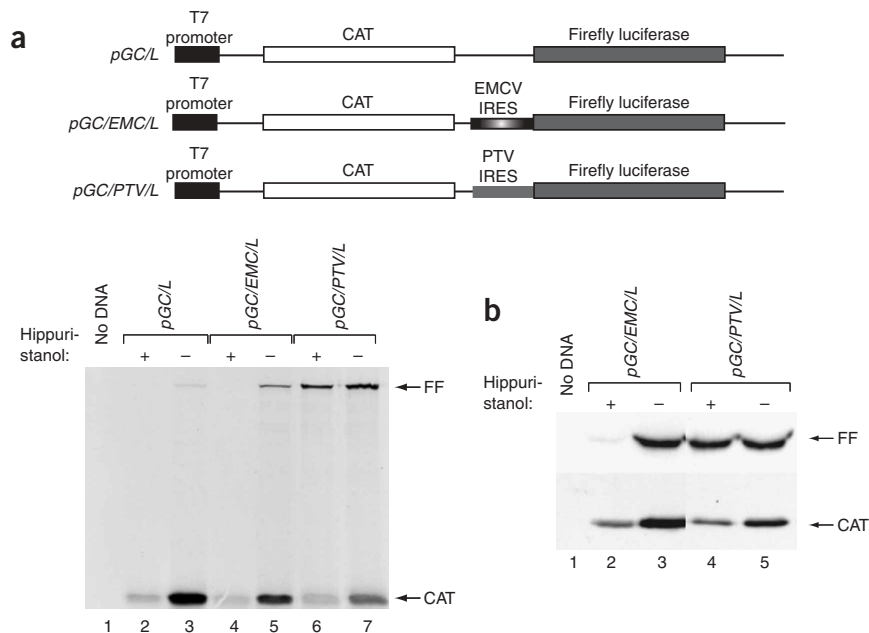 a
T7
promoter
CAT
Firefly luciferase
pGC/L
T7
promoter
CAT
EMCV
IRES
Firefly luciferase
pGC/EMC/L
T7
promoter
CAT
PTV
IRES
Firefly luciferase
pGC/PTV/L
No DNA
pGC/L
pGC/EMC/L
pGC/PTV/L
Hippuri-
stanol:
+ – + – + –
FF
CAT
1 2 3 4 5 6 7
b
No DNA
pGC/EMC/L
pGC/PTV/L
Hippuri-
stanol:
+ – + –
FF
CAT
1 2 3 4 5